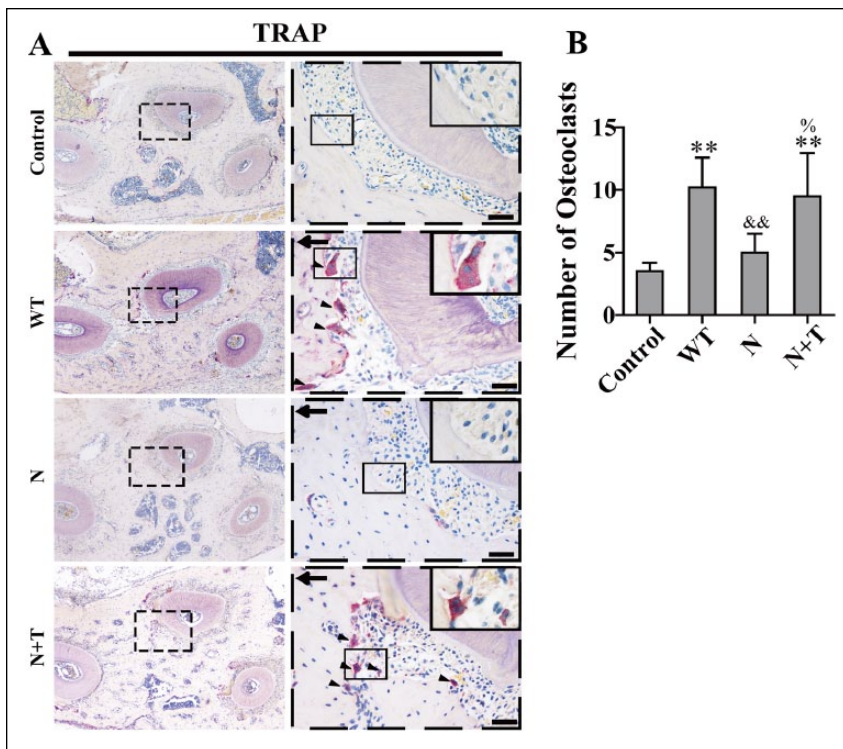 A
TRAP
Control
WT
N
N+T
B
Number of Osteoclasts
15
10
5
0
**
&&
%
**
Control
WT
N
N+T